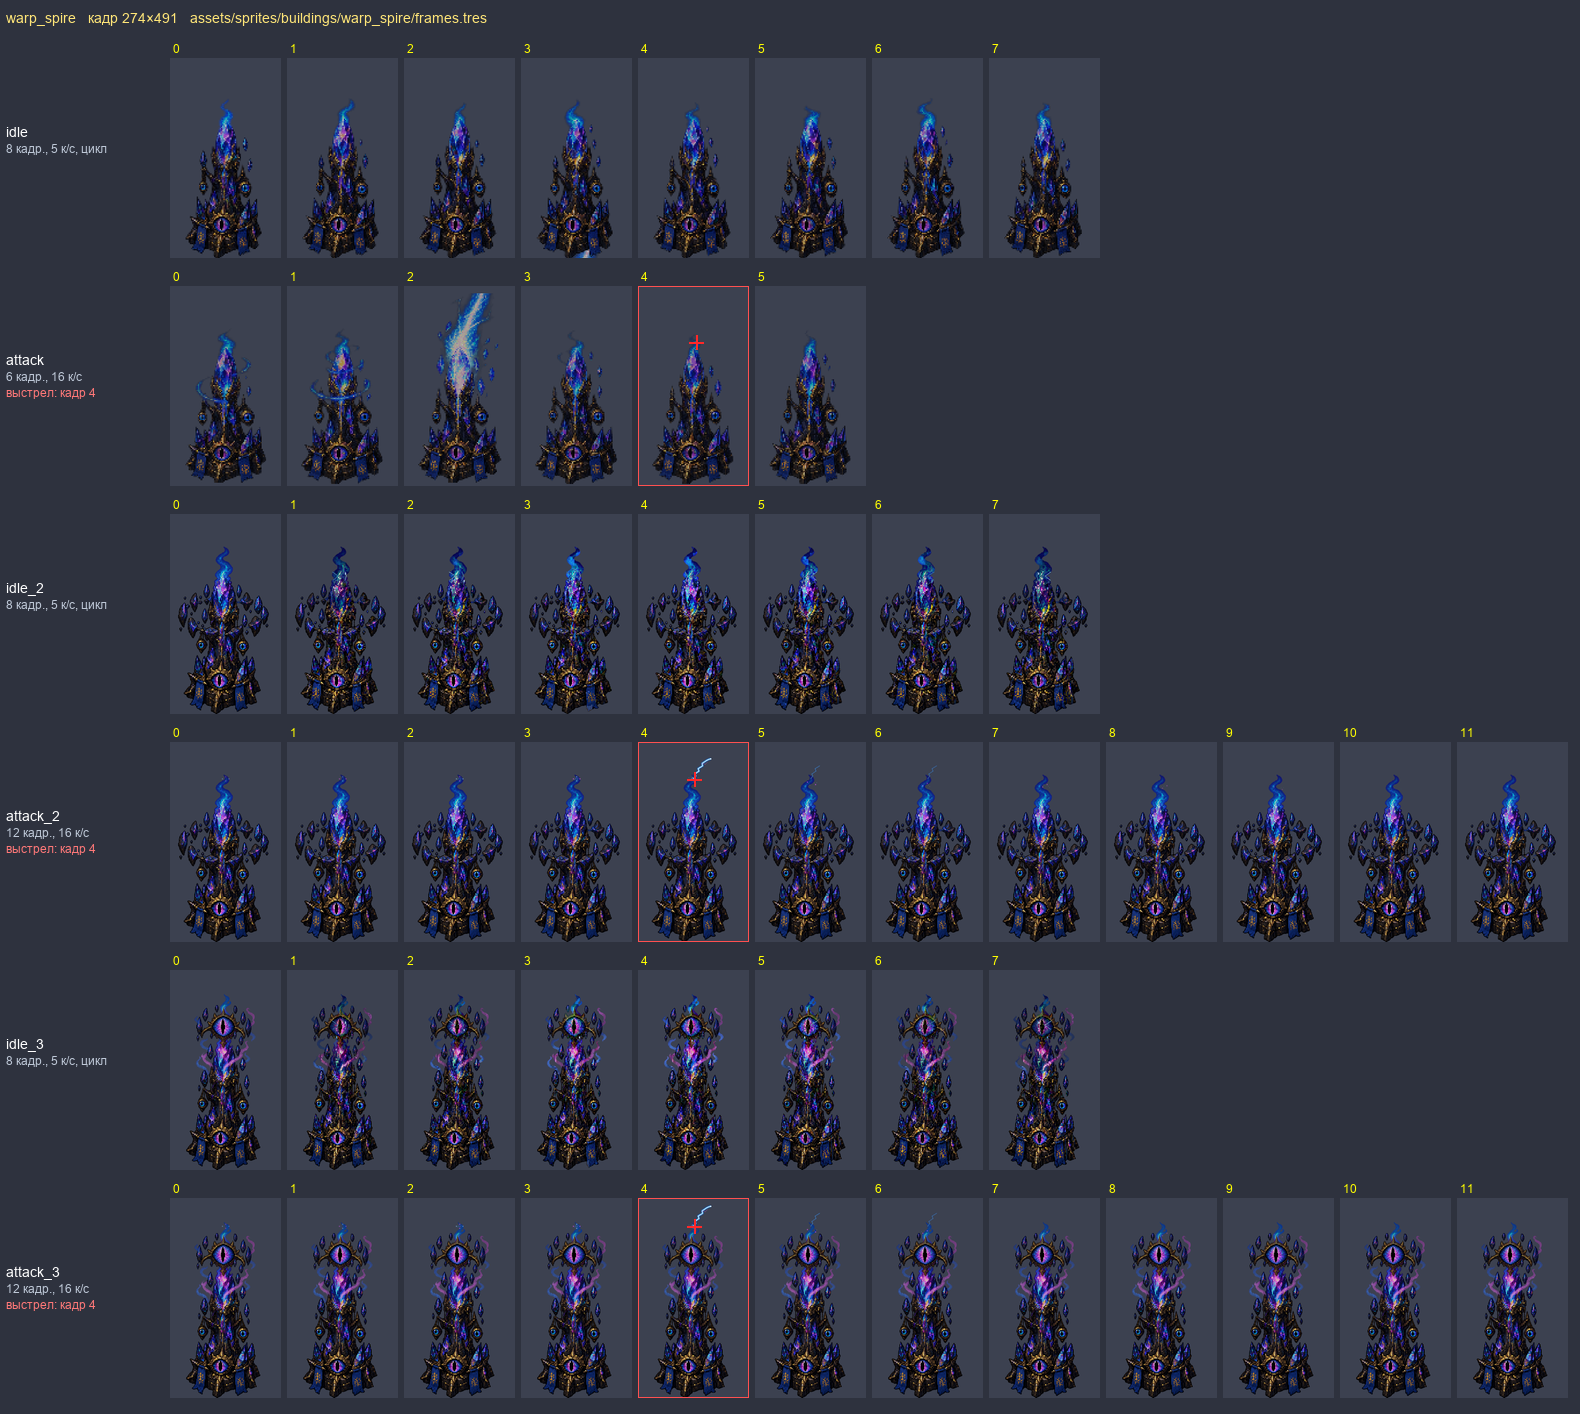 warp_spire кадр 274×491 assets/sprites/buildings/warp_spire/frames.tres
0 1 2 3 4 5 6 7
idle
8 кадр., 5 к/с, цикл
0 1 2 3 4 5
attack
6 кадр., 16 к/с
выстрел: кадр 4
0 1 2 3 4 5 6 7
idle_2
8 кадр., 5 к/с, цикл
0 1 2 3 4 5 6 7 8 9 10 11
attack_2
12 кадр., 16 к/с
выстрел: кадр 4
0 1 2 3 4 5 6 7
idle_3
8 кадр., 5 к/с, цикл
0 1 2 3 4 5 6 7 8 9 10 11
attack_3
12 кадр., 16 к/с
выстрел: кадр 4